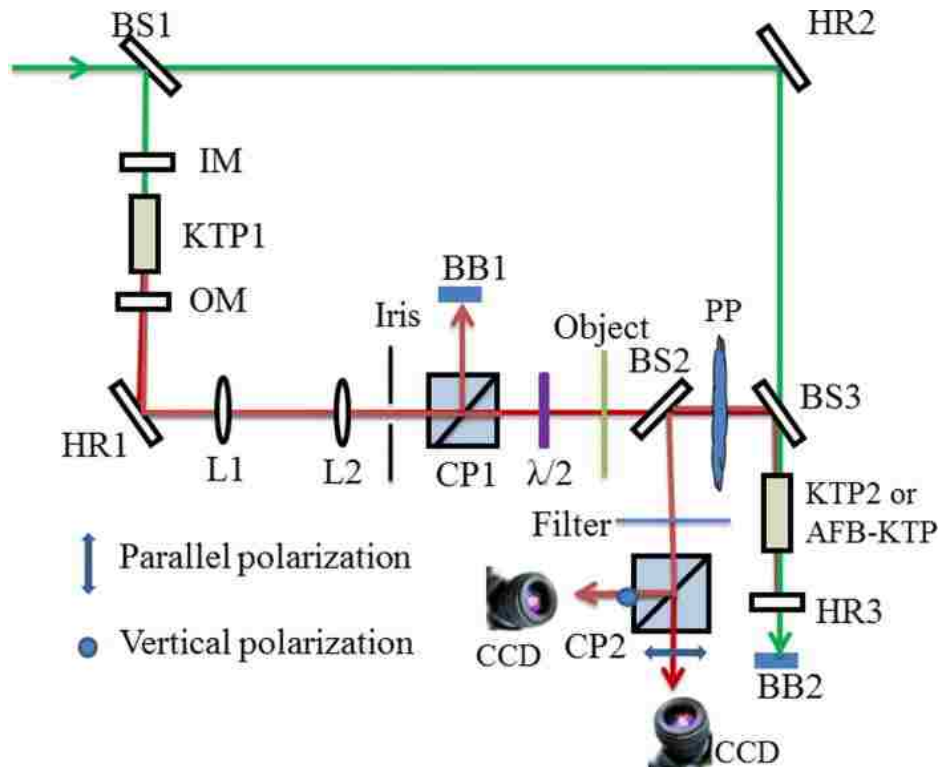 BS1
HR2
IM
KTP1
BB1
OM
Iris
Object
PP
BS2
BS3
HR1
L1
L2
CP1
λ/2
KTP2 or
AFB-KTP
Filter
Parallel polarization
HR3
Vertical polarization
CCD
CP2
BB2
CCD